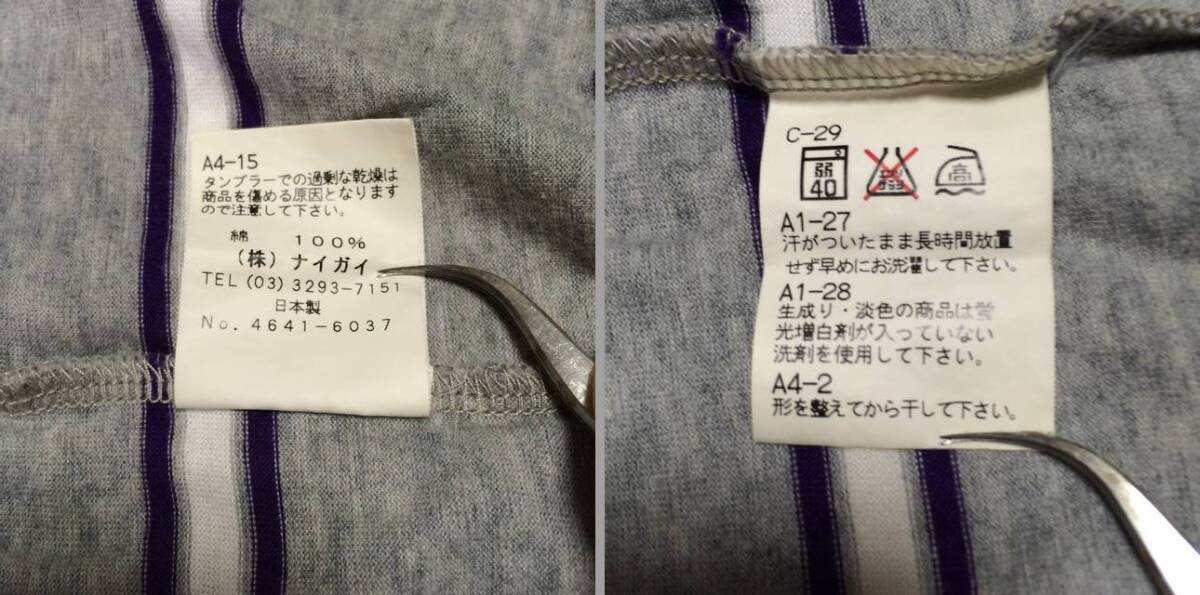 A4-15
タンブラーでの過剰な乾燥は
商品を傷める原因となります
ので注意して下さい。
綿 100%
(株) ナイガイ
TEL (03) 3293-7151
日本製
No. 4641-6037
C-29
弱
40
エンソ
サラシ
高
A1-27
汗がついたまま長時間放置
せず早めにお洗濯して下さい。
A1-28
生成り・淡色の商品は蛍
光増白剤が入っていない
洗剤を使用して下さい。
A4-2
形を整えてから干して下さい。